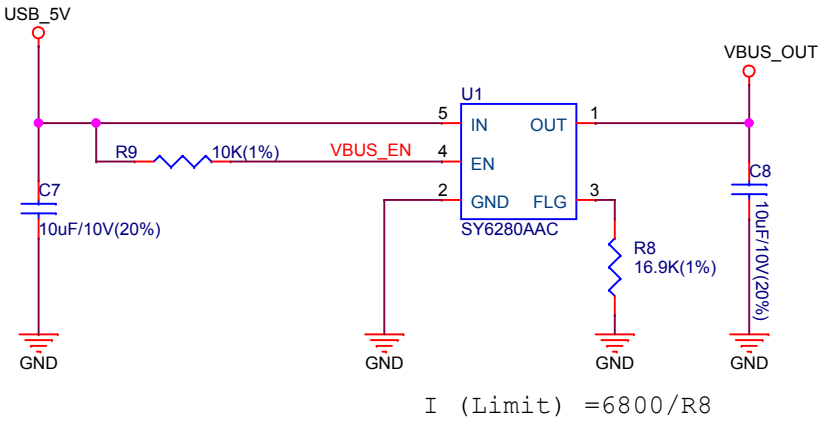 USB_5V
VBUS_OUT
U1
5
IN
OUT
1
R9
10K(1%)
VBUS_EN
4
EN
2
GND
FLG
3
SY6280AAC
C7
10uF/10V(20%)
R8
16.9K(1%)
C8
10uF/10V(20%)
GND
GND
GND
GND
I (Limit) =6800/R8